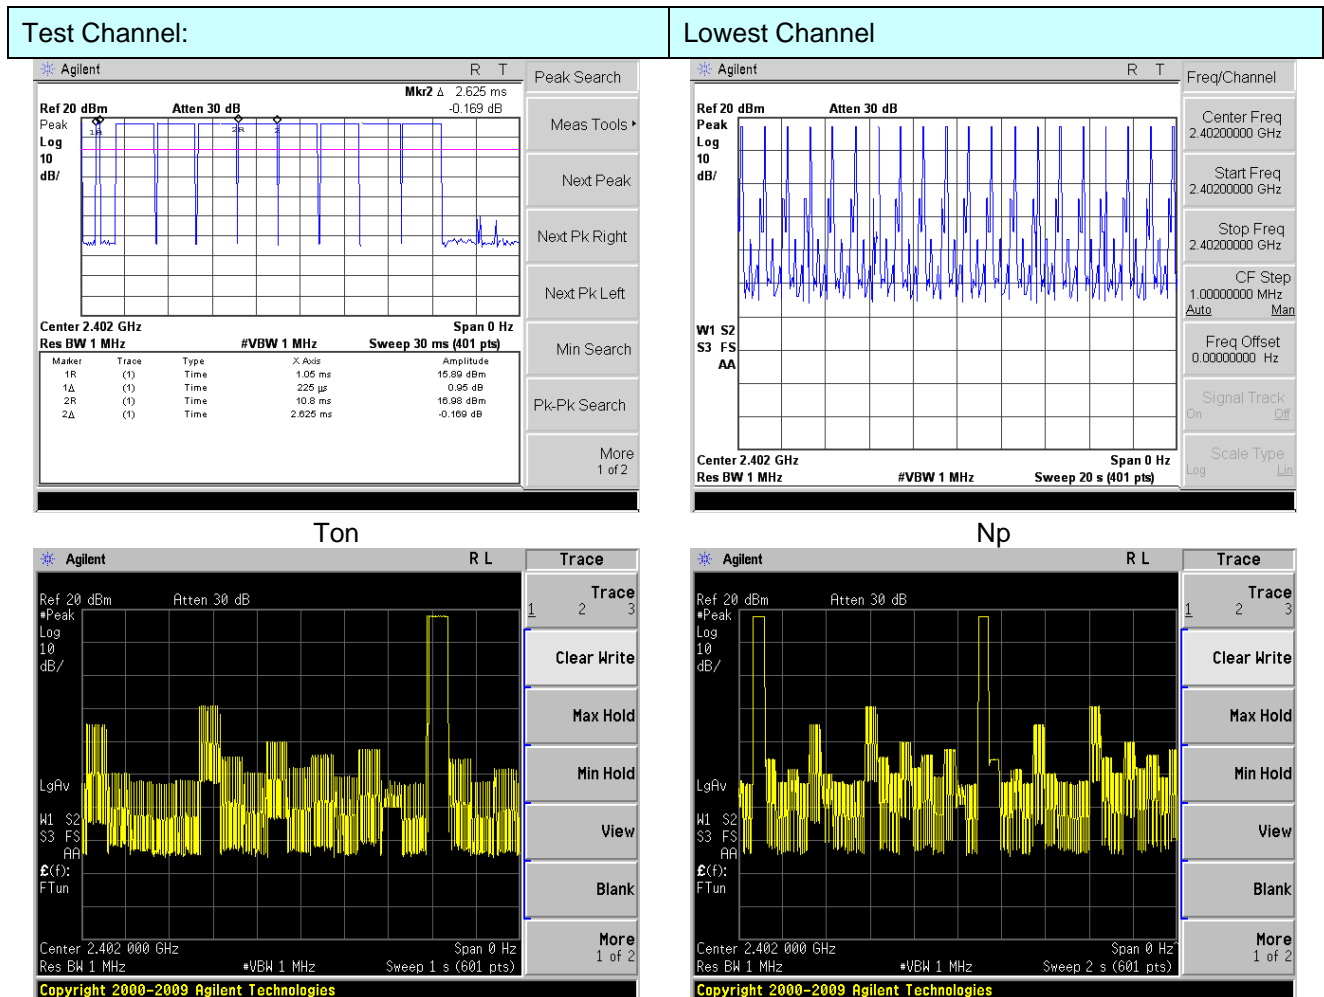 Test Channel: Lowest Channel
Agilent R T Peak Search
Mkr2 Δ 2.625 ms
Ref 20 dBm Atten 30 dB -0.169 dB
Peak
Log
10
dB/
1R 2R 2
Center 2.402 GHz Span 0 Hz
Res BW 1 MHz #VBW 1 MHz Sweep 30 ms (401 pts)
Marker Trace Type X Axis Amplitude
1R (1) Time 1.05 ms 15.89 dBm
1Δ (1) Time 225 µs 0.95 dB
2R (1) Time 10.8 ms 16.98 dBm
2Δ (1) Time 2.625 ms -0.169 dB
Meas Tools
Next Peak
Next Pk Right
Next Pk Left
Min Search
Pk-Pk Search
More
1 of 2
Agilent R T Freq/Channel
Ref 20 dBm Atten 30 dB
Peak
Log
10
dB/
W1 S2
S3 FS
AA
Center 2.402 GHz Span 0 Hz
Res BW 1 MHz #VBW 1 MHz Sweep 20 s (401 pts)
Center Freq
2.40200000 GHz
Start Freq
2.40200000 GHz
Stop Freq
2.40200000 GHz
CF Step
1.00000000 MHz
Auto Man
Freq Offset
0.00000000 Hz
Signal Track
On Off
Scale Type
Log Lin
Ton Np
Agilent R L Trace
Ref 20 dBm Atten 30 dB
#Peak
Log
10
dB/
LgAv
W1 S2
S3 FS
AA
£(f):
FTun
Center 2.402 000 GHz Span 0 Hz
Res BW 1 MHz #VBW 1 MHz Sweep 1 s (601 pts)
Copyright 2000-2009 Agilent Technologies
Trace
1 2 3
Clear Write
Max Hold
Min Hold
View
Blank
More
1 of 2
Agilent R L Trace
Ref 20 dBm Atten 30 dB
#Peak
Log
10
dB/
LgAv
W1 S2
S3 FS
AA
£(f):
FTun
Center 2.402 000 GHz Span 0 Hz^
Res BW 1 MHz #VBW 1 MHz Sweep 2 s (601 pts)
Copyright 2000-2009 Agilent Technologies
Trace
1 2 3
Clear Write
Max Hold
Min Hold
View
Blank
More
1 of 2